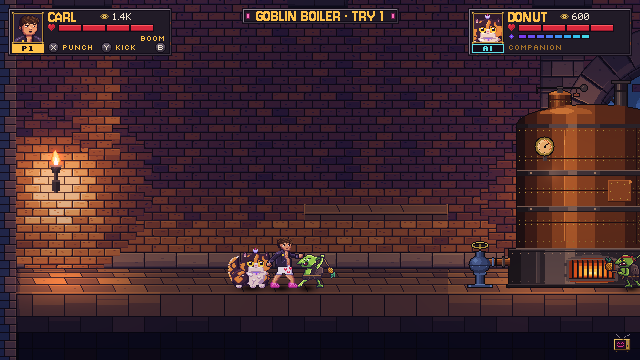 CARL 1.4K
P1
X PUNCH Y KICK B
BOOM
GOBLIN BOILER · TRY 1
DONUT 600
AI
COMPANION